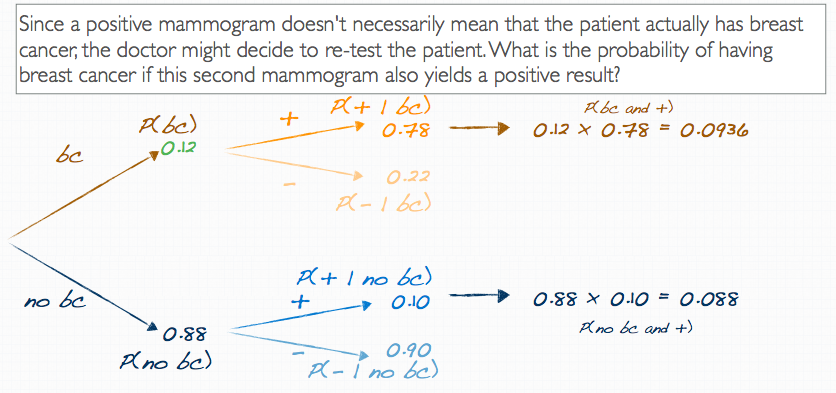 Since a positive mammogram doesn't necessarily mean that the patient actually has breast
cancer, the doctor might decide to re-test the patient. What is the probability of having
breast cancer if this second mammogram also yields a positive result?
P(+ | bc)
P(bc and +)
+
P(bc)
0.78
0.12 × 0.78 = 0.0936
bc
0.12
-
0.22
P(- | bc)
P(+ | no bc)
no bc
+
0.10
0.88 × 0.10 = 0.088
0.88
P(no bc and +)
P(no bc)
-
0.90
P(- | no bc)